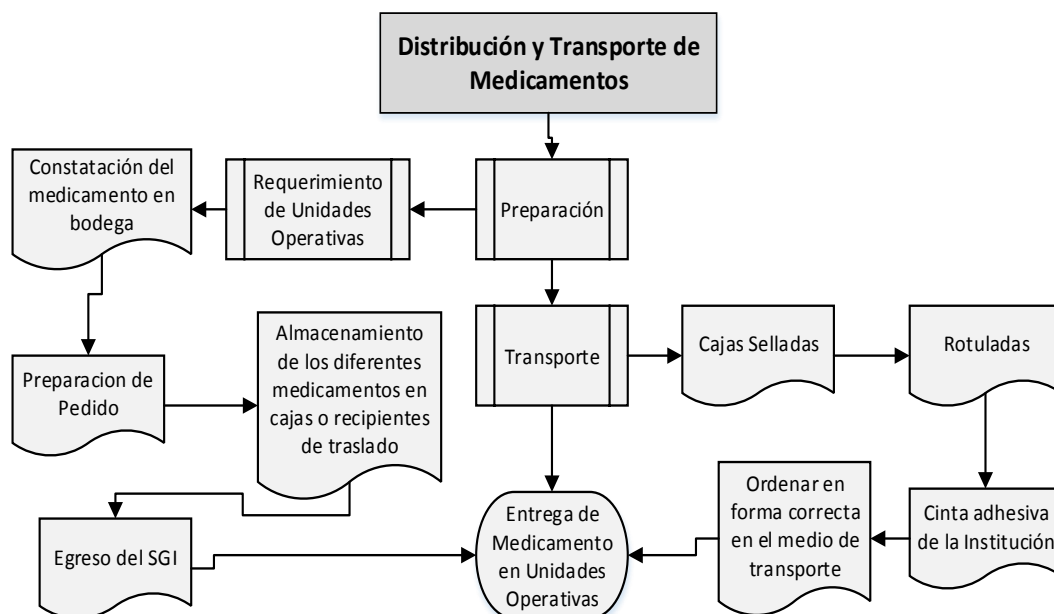 Distribución y Transporte de
Medicamentos
Constatación del
medicamento en
bodega
Requerimiento
de Unidades
Operativas
Preparación
Preparacion de
Pedido
Almacenamiento
de los diferentes
medicamentos en
cajas o recipientes
de traslado
Transporte
Cajas Selladas
Rotuladas
Egreso del SGI
Entrega de
Medicamento
en Unidades
Operativas
Ordenar en
forma correcta
en el medio de
transporte
Cinta adhesiva
de la Institución